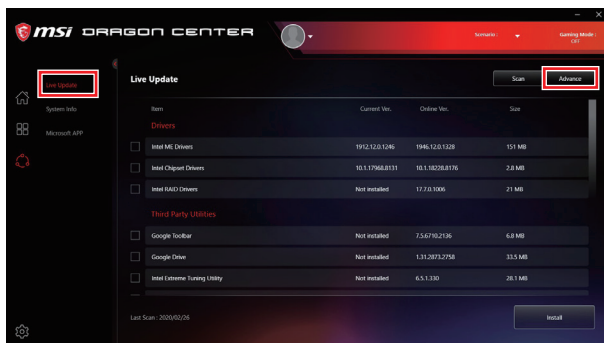 msi DRAGON CENTER
Scenario :
Gaming Mode :
OFF
Live Update
System Info
Microsoft APP
Live Update
Scan
Advance
Item Current Ver. Online Ver. Size
Drivers
Intel ME Drivers 1912.12.0.1246 1946.12.0.1328 151 MB
Intel Chipset Drivers 10.1.17968.8131 10.1.18228.8176 2.8 MB
Intel RAID Drivers Not installed 17.7.0.1006 21 MB
Third Party Utilities
Google Toolbar Not installed 7.5.6710.2136 6.8 MB
Google Drive Not installed 1.31.2873.2758 33.5 MB
Intel Extreme Tuning Utility Not installed 6.5.1.330 28.1 MB
Last Scan : 2020/02/26
Install